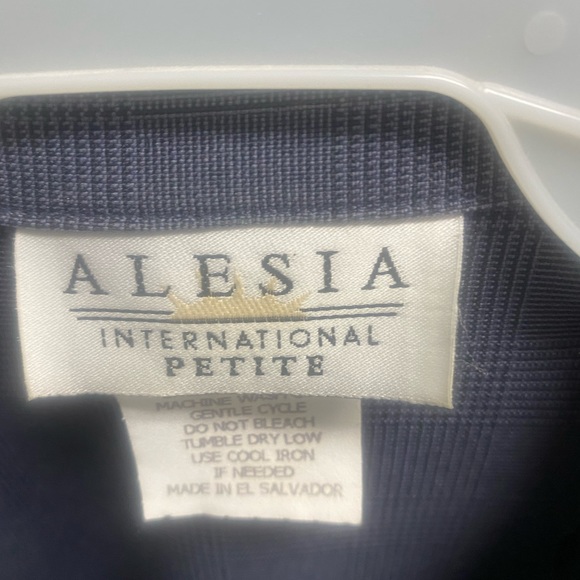 ALESIA
INTERNATIONAL
PETITE
MACHINE WASH
GENTLE CYCLE
DO NOT BLEACH
TUMBLE DRY LOW
USE COOL IRON
IF NEEDED
MADE IN EL SALVADOR